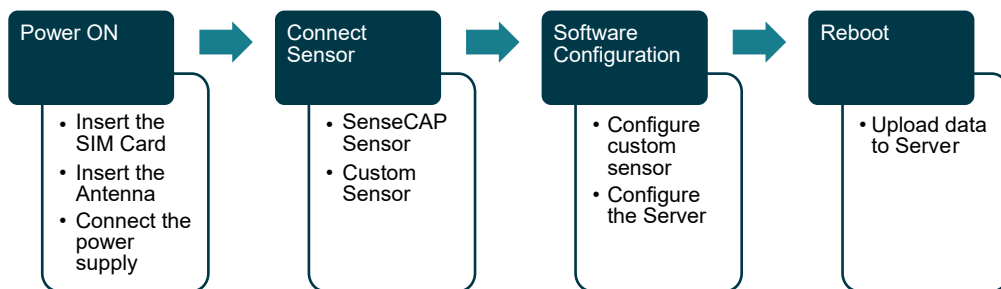 Power ON
• Insert the
SIM Card
• Insert the
Antenna
• Connect the
power
supply
Connect
Sensor
• SenseCAP
Sensor
• Custom
Sensor
Software
Configuration
• Configure
custom
sensor
• Configure
the Server
Reboot
• Upload data
to Server